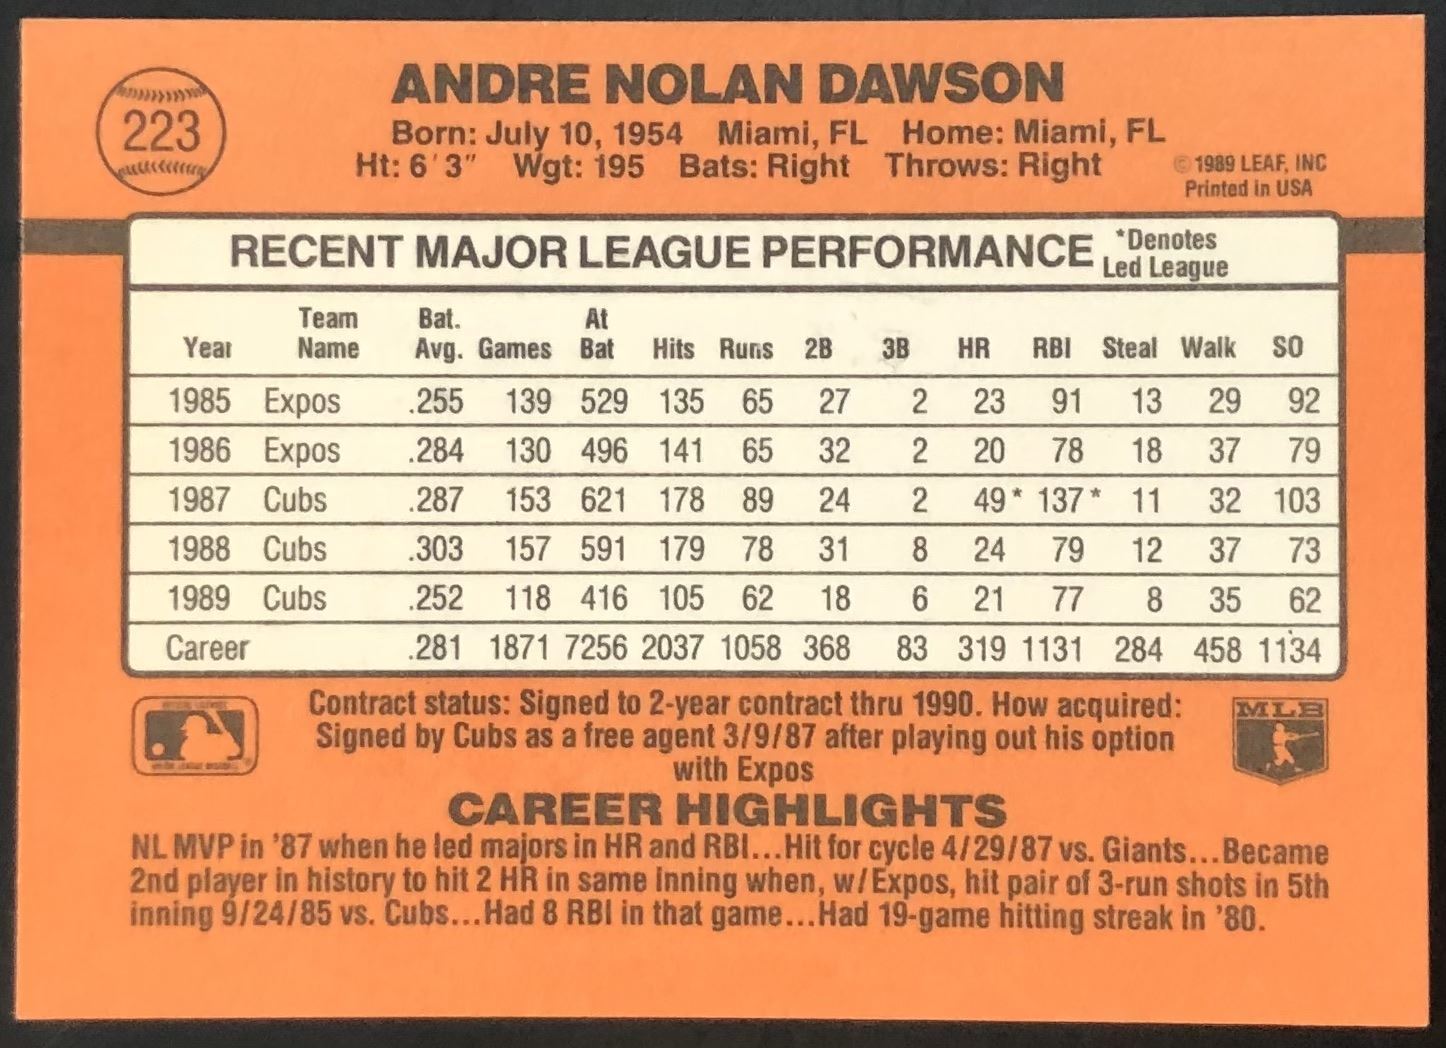 223
ANDRE NOLAN DAWSON
Born: July 10, 1954 Miami, FL Home: Miami, FL
Ht: 6'3" Wgt: 195 Bats: Right Throws: Right
© 1989 LEAF, INC
Printed in USA
RECENT MAJOR LEAGUE PERFORMANCE *Denotes Led League
Year Team Name Bat. Avg. Games At Bat Hits Runs 2B 3B HR RBI Steal Walk SO
1985 Expos .255 139 529 135 65 27 2 23 91 13 29 92
1986 Expos .284 130 496 141 65 32 2 20 78 18 37 79
1987 Cubs .287 153 621 178 89 24 2 49* 137* 11 32 103
1988 Cubs .303 157 591 179 78 31 8 24 79 12 37 73
1989 Cubs .252 118 416 105 62 18 6 21 77 8 35 62
Career .281 1871 7256 2037 1058 368 83 319 1131 284 458 1134
Contract status: Signed to 2-year contract thru 1990. How acquired:
Signed by Cubs as a free agent 3/9/87 after playing out his option
with Expos
MLB
CAREER HIGHLIGHTS
NL MVP in '87 when he led majors in HR and RBI...Hit for cycle 4/29/87 vs. Giants...Became
2nd player in history to hit 2 HR in same inning when, w/Expos, hit pair of 3-run shots in 5th
inning 9/24/85 vs. Cubs...Had 8 RBI in that game...Had 19-game hitting streak in '80.